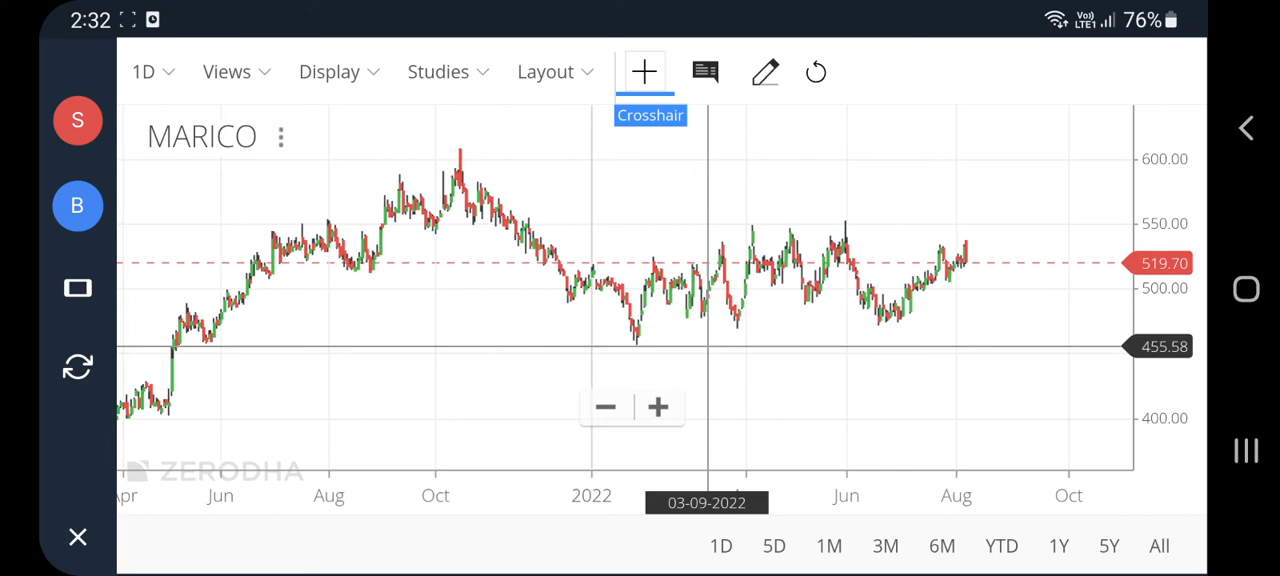 2:32 Vo) LTE1 76%
1D Views Display Studies Layout
Crosshair
S
MARICO
B
600.00
550.00
519.70
500.00
455.58
400.00
ZERODHA
Apr Jun Aug Oct 2022 Jun Aug Oct
03-09-2022
1D 5D 1M 3M 6M YTD 1Y 5Y All